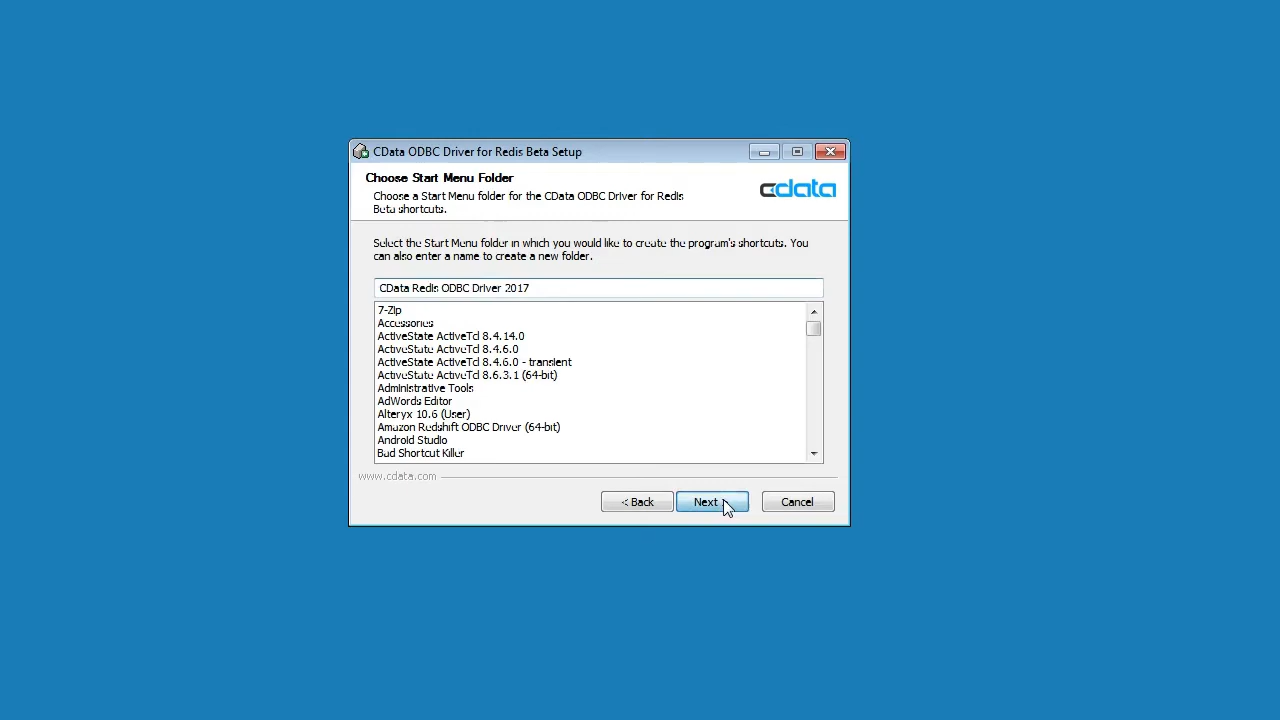 CData ODBC Driver for Redis Beta Setup
Choose Start Menu Folder
Choose a Start Menu folder for the CData ODBC Driver for Redis
Beta shortcuts.
cdata
Select the Start Menu folder in which you would like to create the program's shortcuts. You
can also enter a name to create a new folder.
CData Redis ODBC Driver 2017
7-Zip
Accessories
ActiveState ActiveTcl 8.4.14.0
ActiveState ActiveTcl 8.4.6.0
ActiveState ActiveTcl 8.4.6.0 - transient
ActiveState ActiveTcl 8.6.3.1 (64-bit)
Administrative Tools
AdWords Editor
Alteryx 10.6 (User)
Amazon Redshift ODBC Driver (64-bit)
Android Studio
Bad Shortcut Killer
www.cdata.com
< Back
Next
Cancel